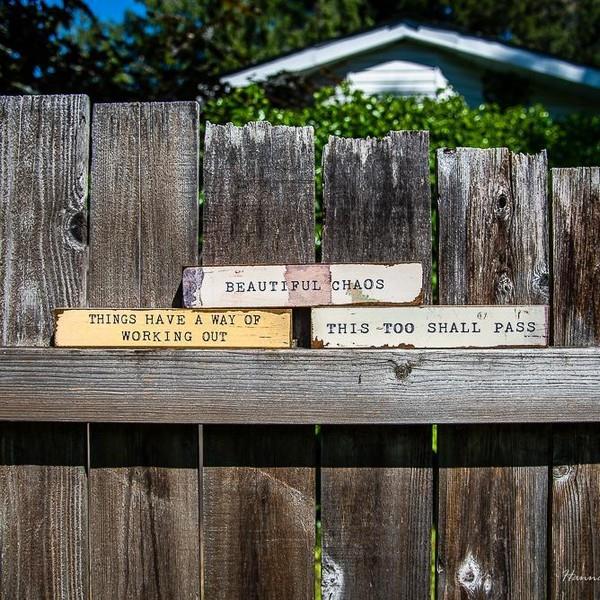 BEAUTIFUL CHAOS
THINGS HAVE A WAY OF
WORKING OUT
THIS TOO SHALL PASS